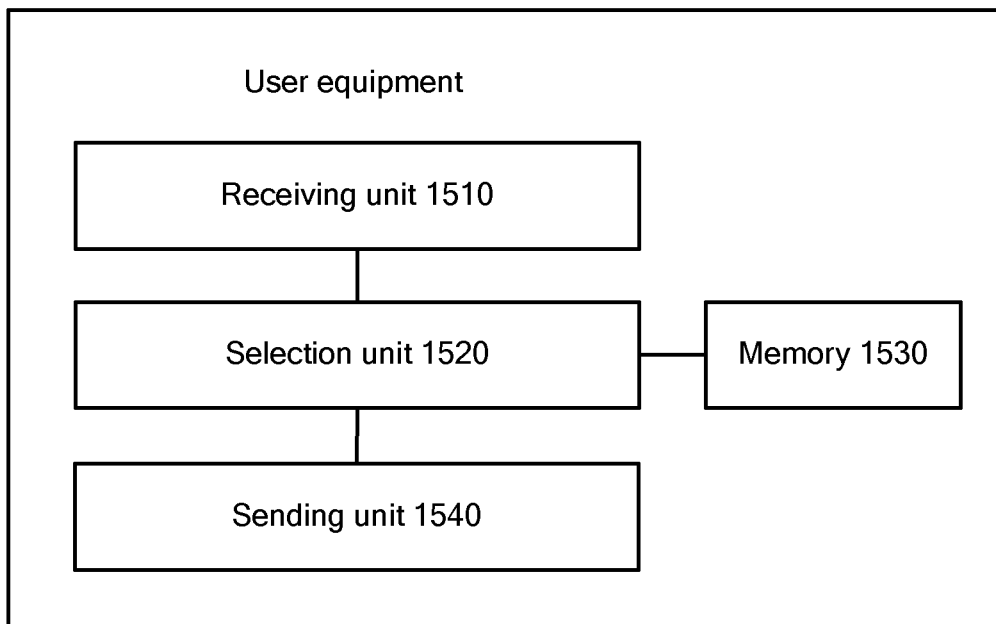 User equipment
Receiving unit 1510
Selection unit 1520
Memory 1530
Sending unit 1540